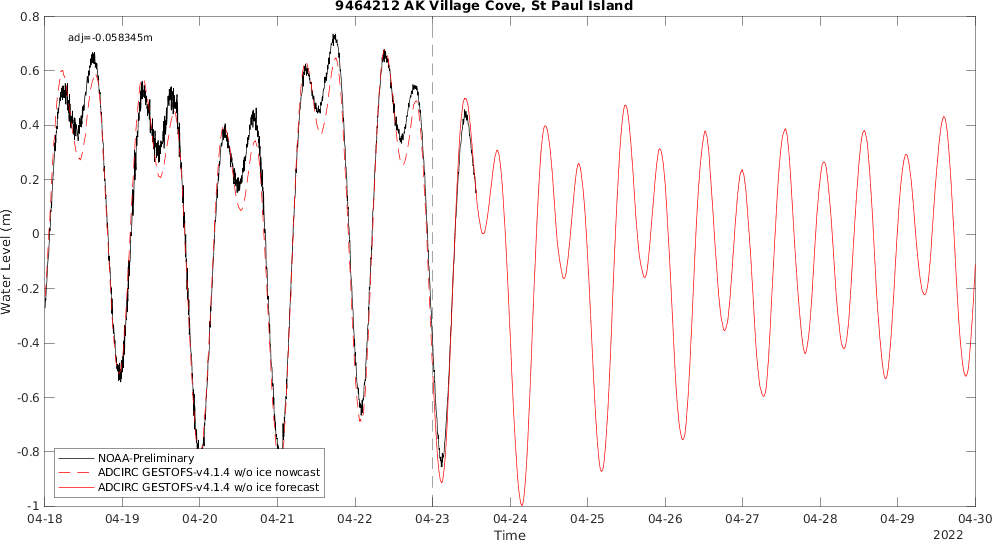 9464212 AK Village Cove, St Paul Island
adj=-0.058345m
0.8
0.6
0.4
0.2
0
-0.2
-0.4
-0.6
-0.8
-1
Water Level (m)
NOAA-Preliminary
ADCIRC GESTOFS-v4.1.4 w/o ice nowcast
ADCIRC GESTOFS-v4.1.4 w/o ice forecast
04-18 04-19 04-20 04-21 04-22 04-23 04-24 04-25 04-26 04-27 04-28 04-29 04-30
Time
2022